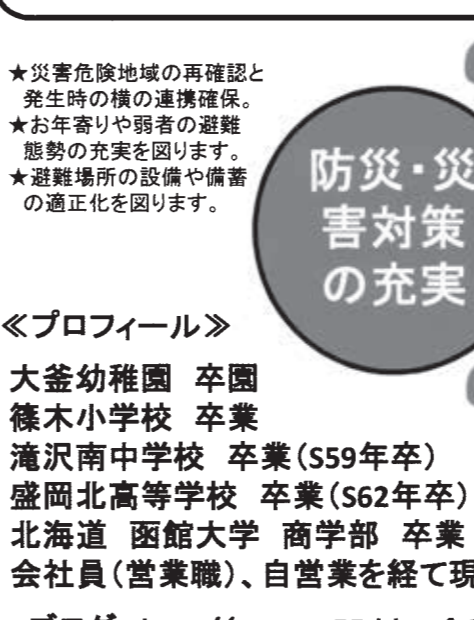 ★災害危険地域の再確認と
発生時の横の連携確保。
★お年寄りや弱者の避難
態勢の充実を図ります。
★避難場所の設備や備蓄
の適正化を図ります。
防災・災
害対策
の充実
≪プロフィール≫
大釜幼稚園 卒園
篠木小学校 卒業
滝沢南中学校 卒業(S59年卒)
盛岡北高等学校 卒業(S62年卒)
北海道 函館大学 商学部 卒業
会社員(営業職)、自営業を経て現